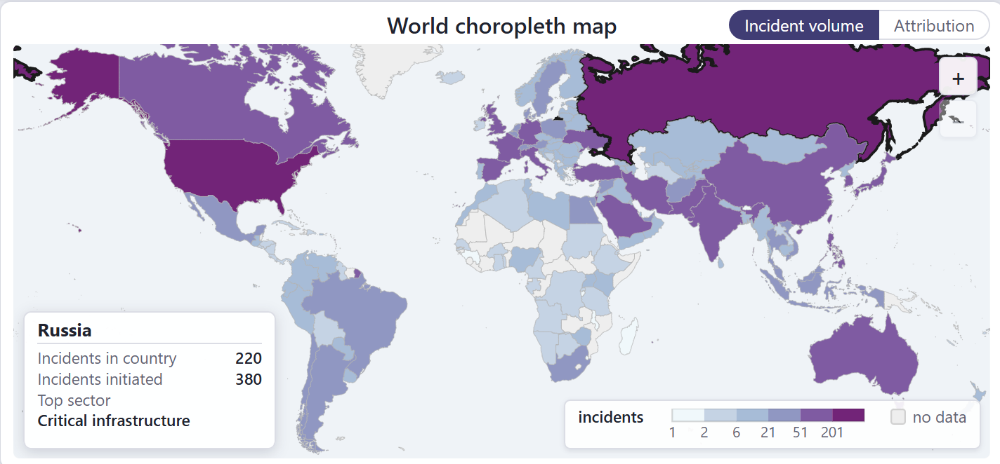 World choropleth map
Incident volume
Attribution
+
Russia
Incidents in country 220
Incidents initiated 380
Top sector
Critical infrastructure
incidents
1 2 6 21 51 201
no data